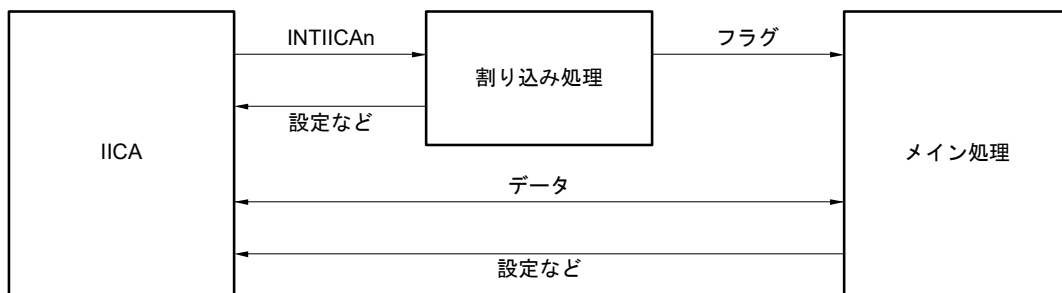 INTIICAn
フラグ
割り込み処理
設定など
IICA
メイン処理
データ
設定など